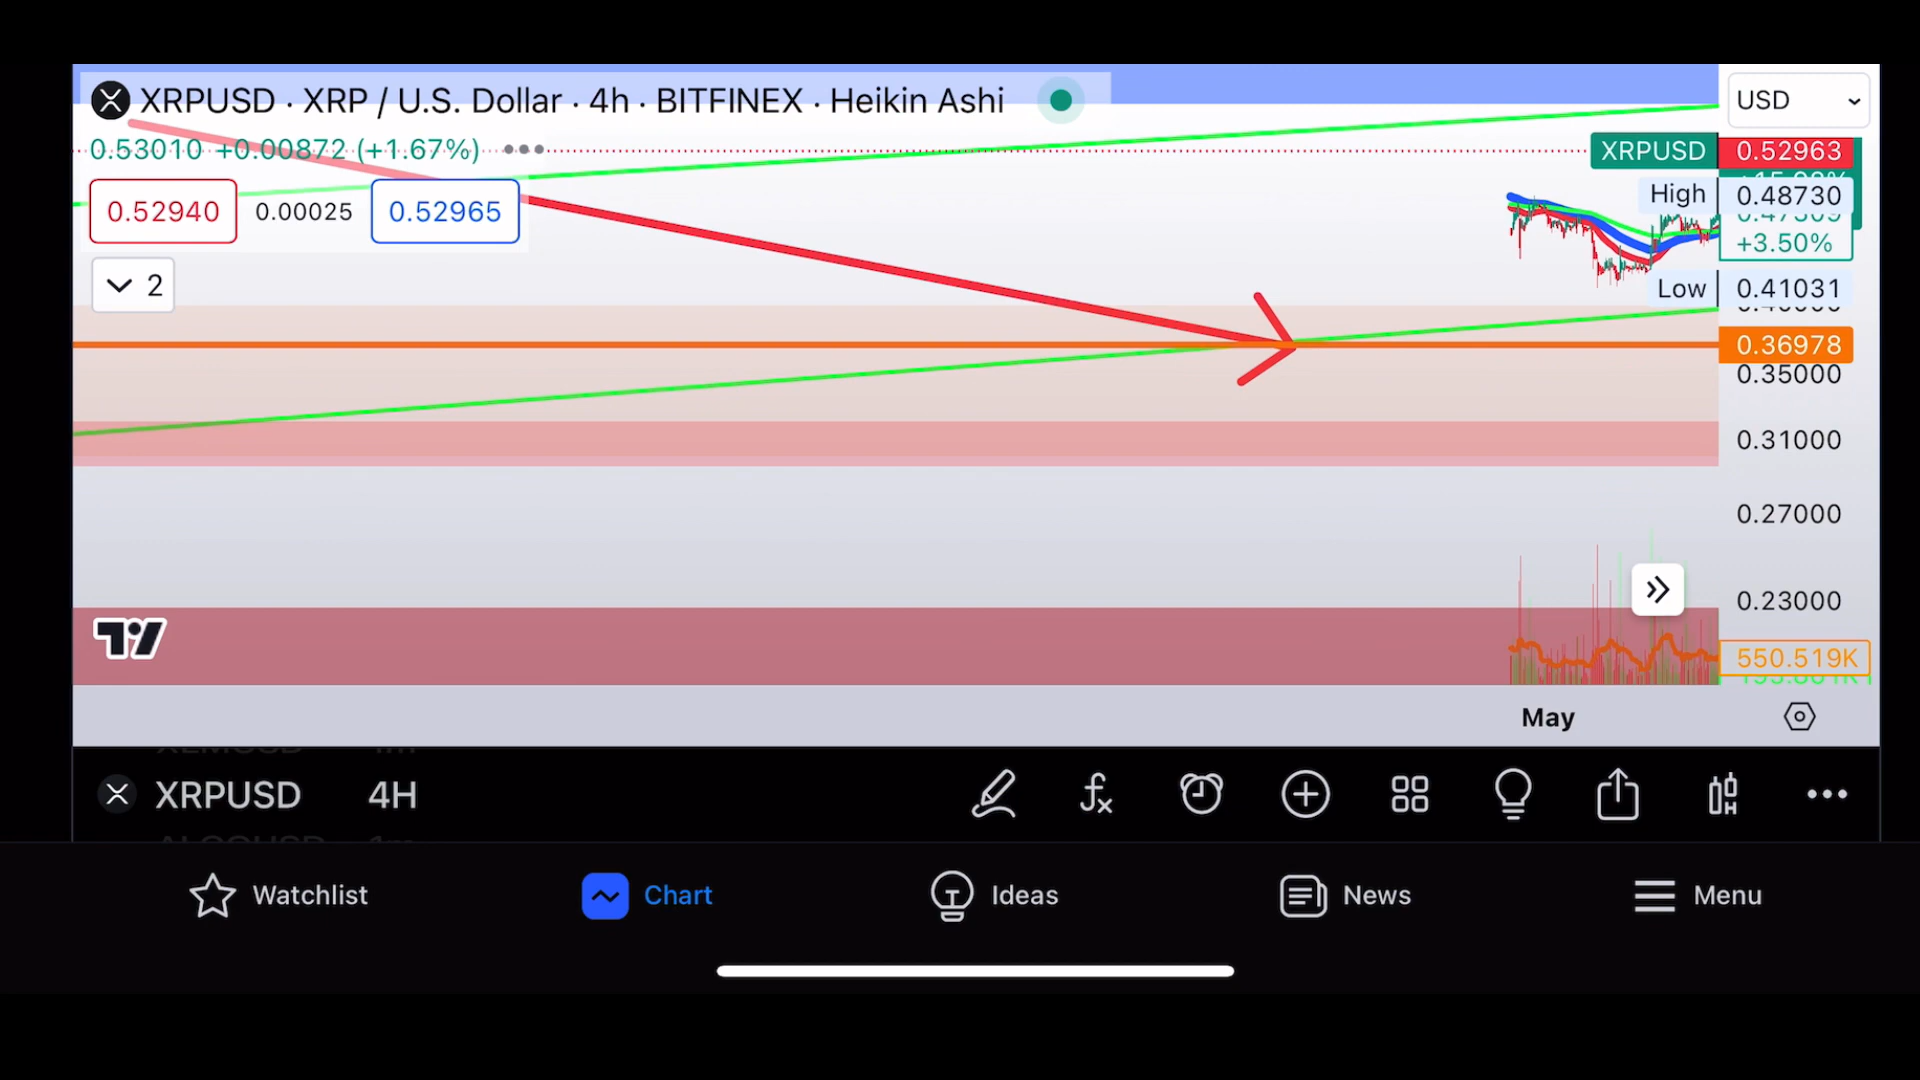 XRPUSD · XRP / U.S. Dollar · 4h · BITFINEX · Heikin Ashi
USD
0.53010 +0.00872 (+1.67%)
XRPUSD 0.52963
0.52940 0.00025 0.52965
High 0.48730
+3.50%
2
Low 0.41031
0.36978
0.35000
0.31000
0.27000
0.23000
550.519K
May
XRPUSD 4H
Watchlist Chart Ideas News Menu